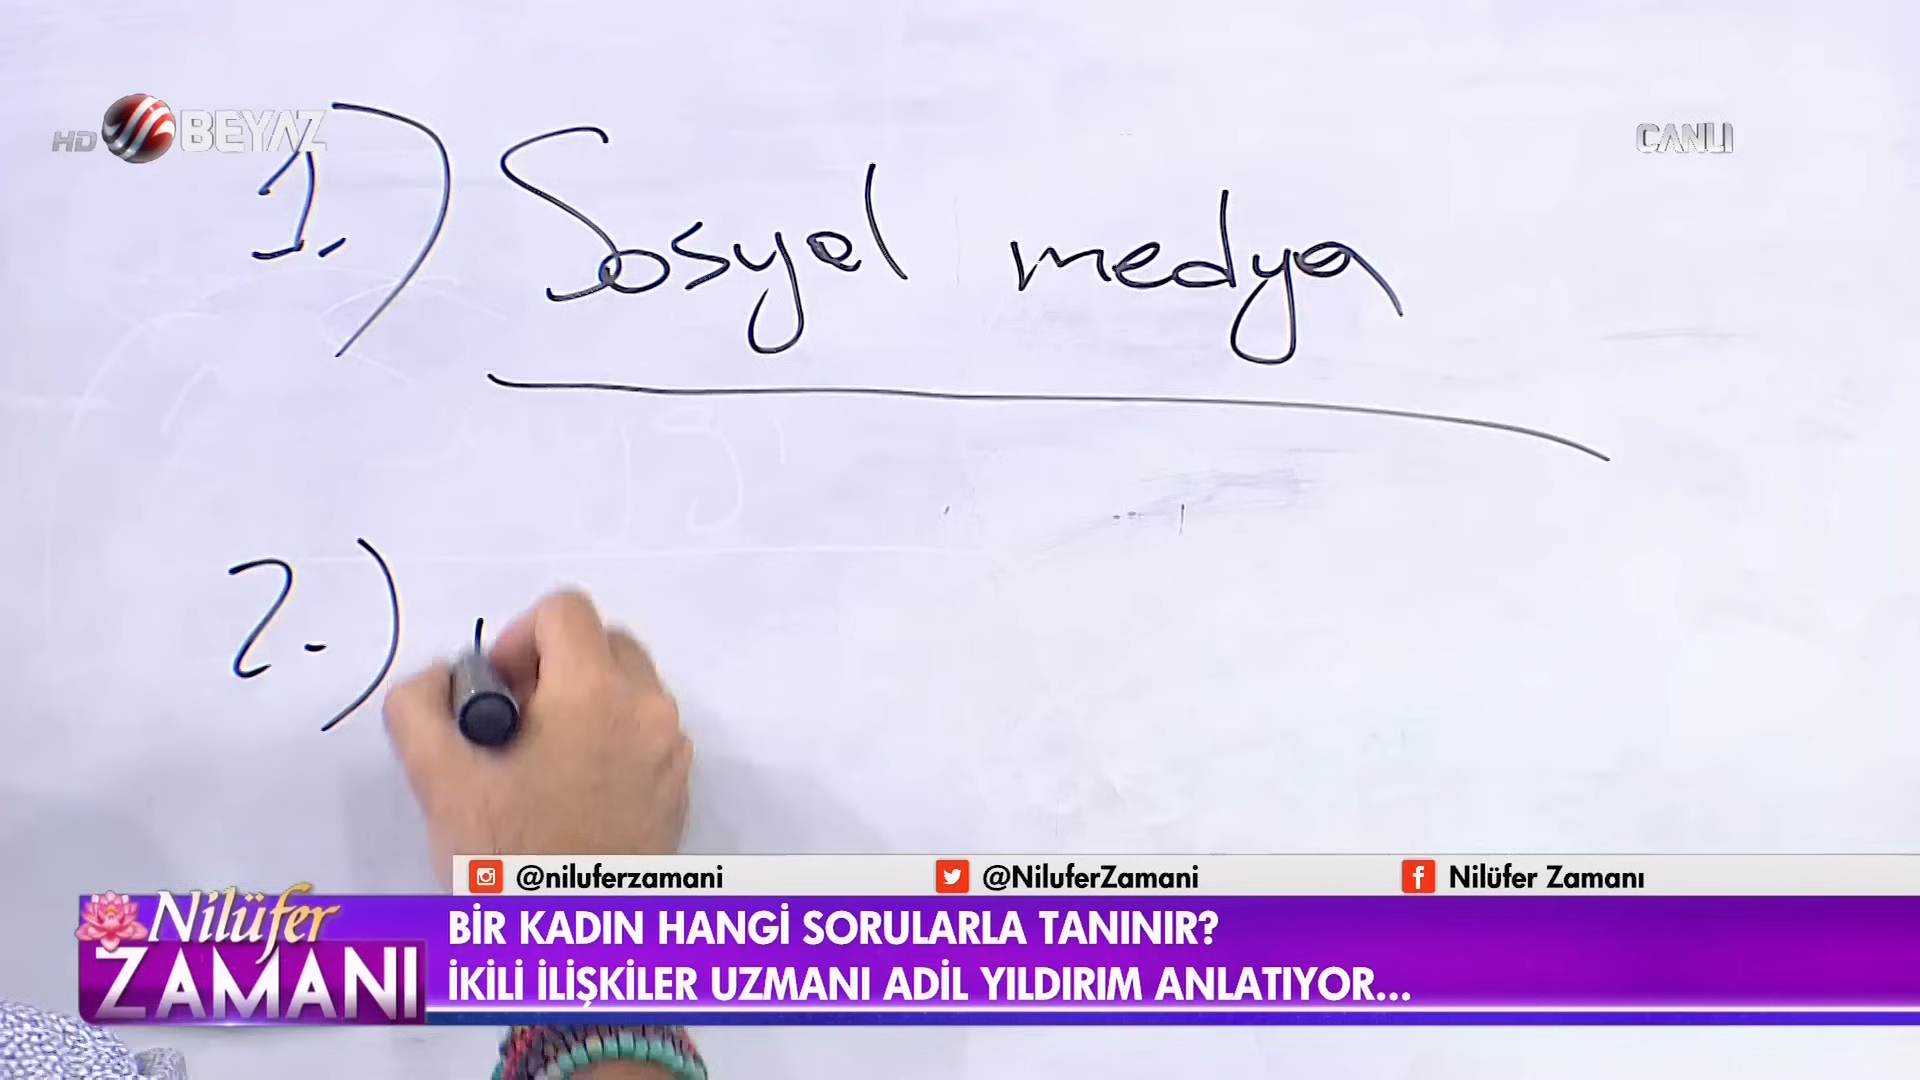 HD BEYAZ
CANLI
1.) Sosyal medya
2.)
@niluferzamani
@NiluferZamani
Nilüfer Zamanı
Nilüfer
ZAMANI
BİR KADIN HANGİ SORULARLA TANINIR?
İKİLİ İLİŞKİLER UZMANI ADİL YILDIRIM ANLATIYOR...